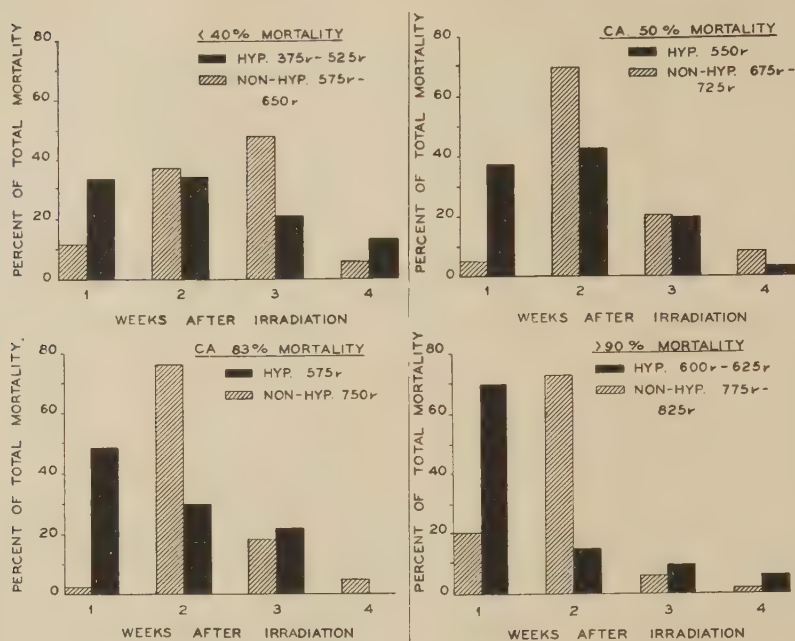 < 40% MORTALITY
HYP. 375r - 525r
NON-HYP. 575r -
650r
PERCENT OF TOTAL MORTALITY
80
60
40
20
0
1 2 3 4
WEEKS AFTER IRRADIATION
CA. 50% MORTALITY
HYP. 550r
NON-HYP. 675r -
725r
PERCENT OF TOTAL MORTALITY
80
60
40
20
0
1 2 3 4
WEEKS AFTER IRRADIATION
CA 83% MORTALITY
HYP. 575r
NON-HYP. 750r
PERCENT OF TOTAL MORTALITY.
80
60
40
20
0
1 2 3 4
WEEKS AFTER IRRADIATION
>90% MORTALITY
HYP. 600r - 625r
NON-HYP. 775r -
825r
PERCENT OF TOTAL MORTALITY
80
60
40
20
0
1 2 3 4
WEEKS AFTER IRRADIATION